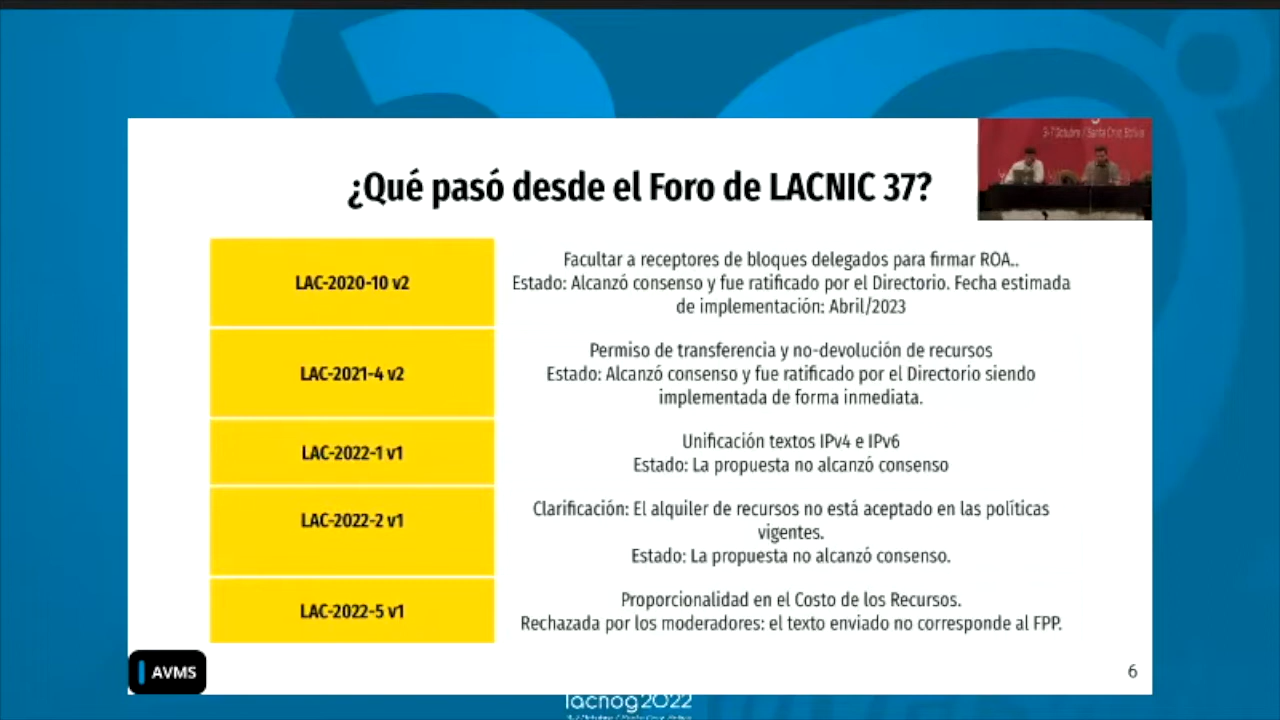 3-7 Octubre / Santa Cruz Bolivia
¿Qué pasó desde el Foro de LACNIC 37?
LAC-2020-10 v2
Facultar a receptores de bloques delegados para firmar ROA..
Estado: Alcanzó consenso y fue ratificado por el Directorio. Fecha estimada
de implementación: Abril/2023
LAC-2021-4 v2
Permiso de transferencia y no-devolución de recursos
Estado: Alcanzó consenso y fue ratificado por el Directorio siendo
implementada de forma inmediata.
LAC-2022-1 v1
Unificación textos IPv4 e IPv6
Estado: La propuesta no alcanzó consenso
LAC-2022-2 v1
Clarificación: El alquiler de recursos no está aceptado en las políticas
vigentes.
Estado: La propuesta no alcanzó consenso.
LAC-2022-5 v1
Proporcionalidad en el Costo de los Recursos.
Rechazada por los moderadores: el texto enviado no corresponde al FPP.
AVMS
6
lacnog2022